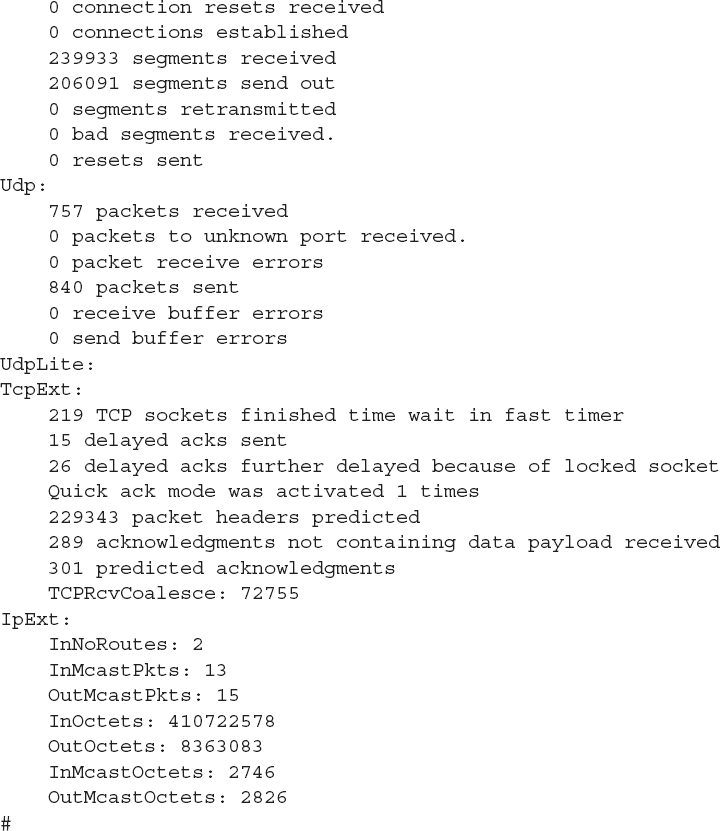 0 connection resets received
0 connections established
239933 segments received
206091 segments send out
0 segments retransmitted
0 bad segments received.
0 resets sent
Udp:
757 packets received
0 packets to unknown port received.
0 packet receive errors
840 packets sent
0 receive buffer errors
0 send buffer errors
UdpLite:
TcpExt:
219 TCP sockets finished time wait in fast timer
15 delayed acks sent
26 delayed acks further delayed because of locked socket
Quick ack mode was activated 1 times
229343 packet headers predicted
289 acknowledgments not containing data payload received
301 predicted acknowledgments
TCPRcvCoalesce: 72755
IpExt:
InNoRoutes: 2
InMcastPkts: 13
OutMcastPkts: 15
InOctets: 410722578
OutOctets: 8363083
InMcastOctets: 2746
OutMcastOctets: 2826
#